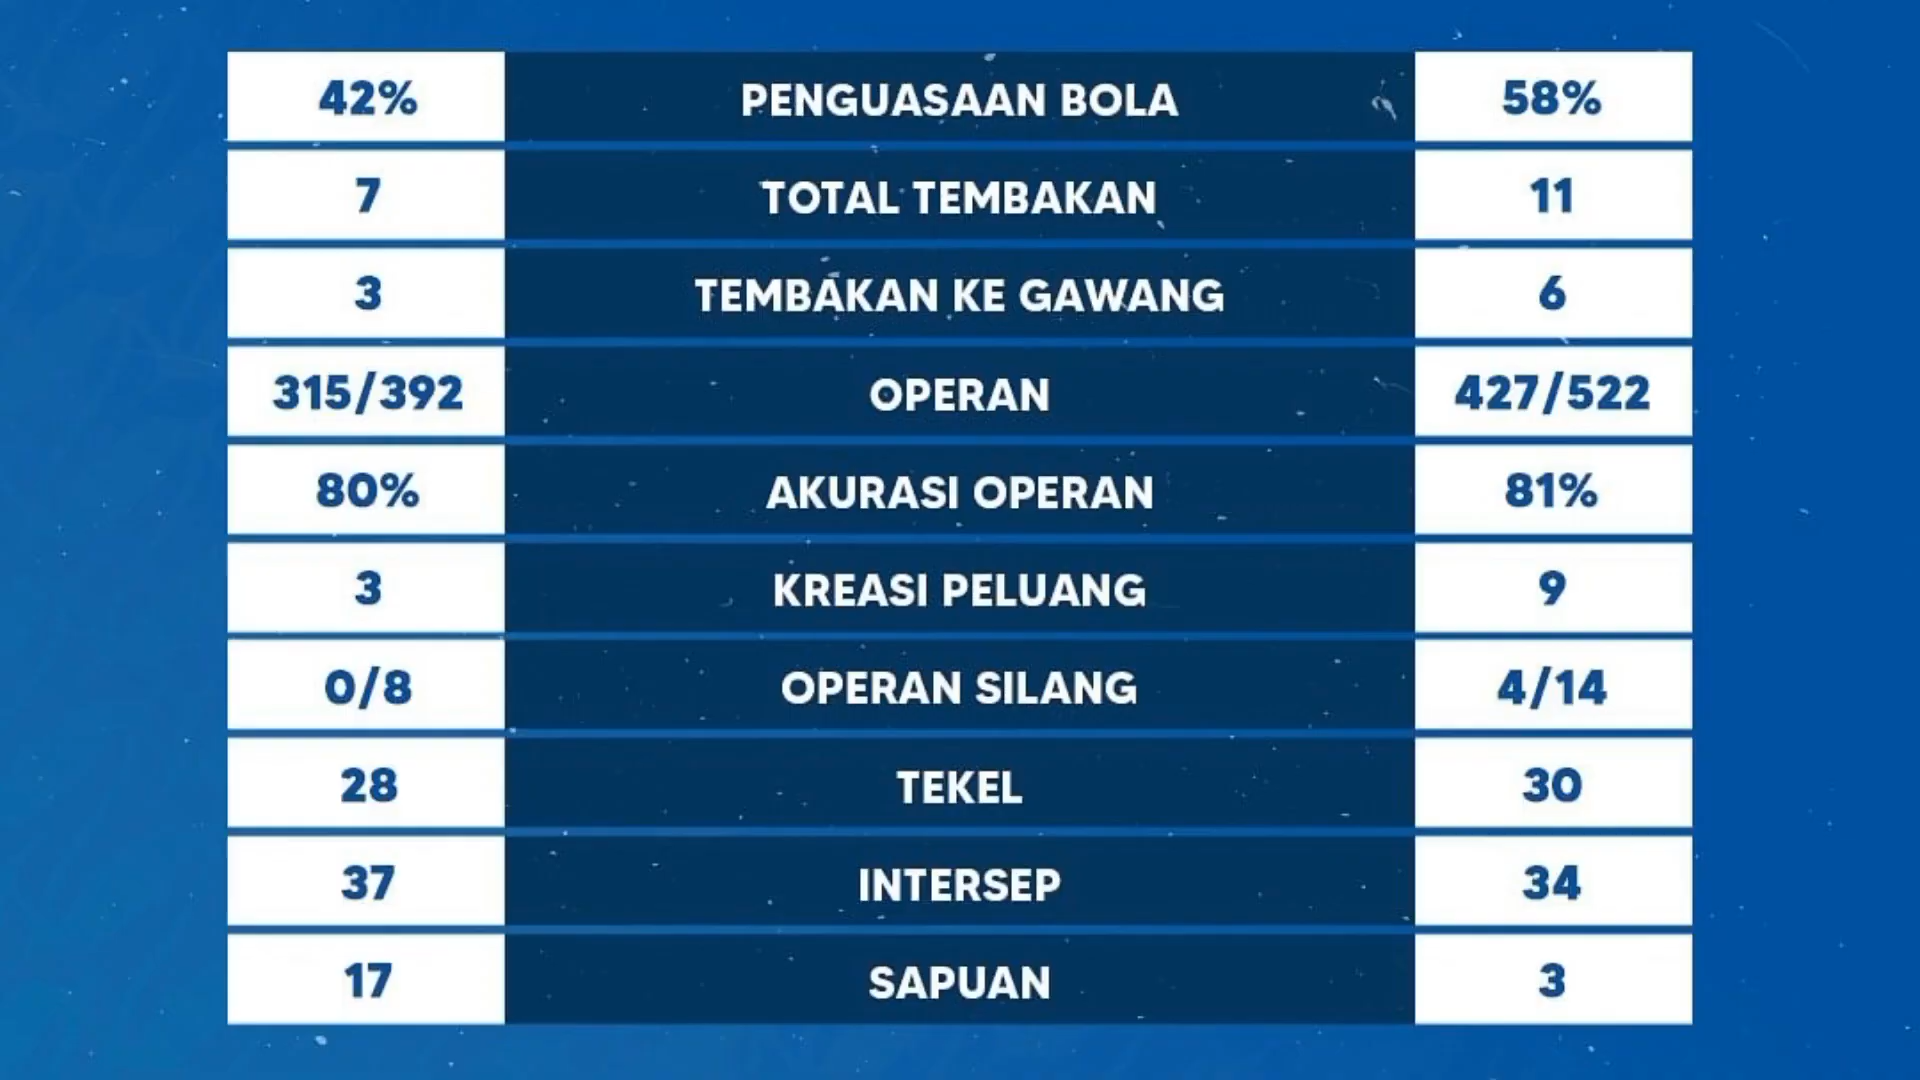 42% PENGUASAAN BOLA 58%
7 TOTAL TEMBAKAN 11
3 TEMBAKAN KE GAWANG 6
315/392 OPERAN 427/522
80% AKURASI OPERAN 81%
3 KREASI PELUANG 9
0/8 OPERAN SILANG 4/14
28 TEKEL 30
37 INTERSEP 34
17 SAPUAN 3